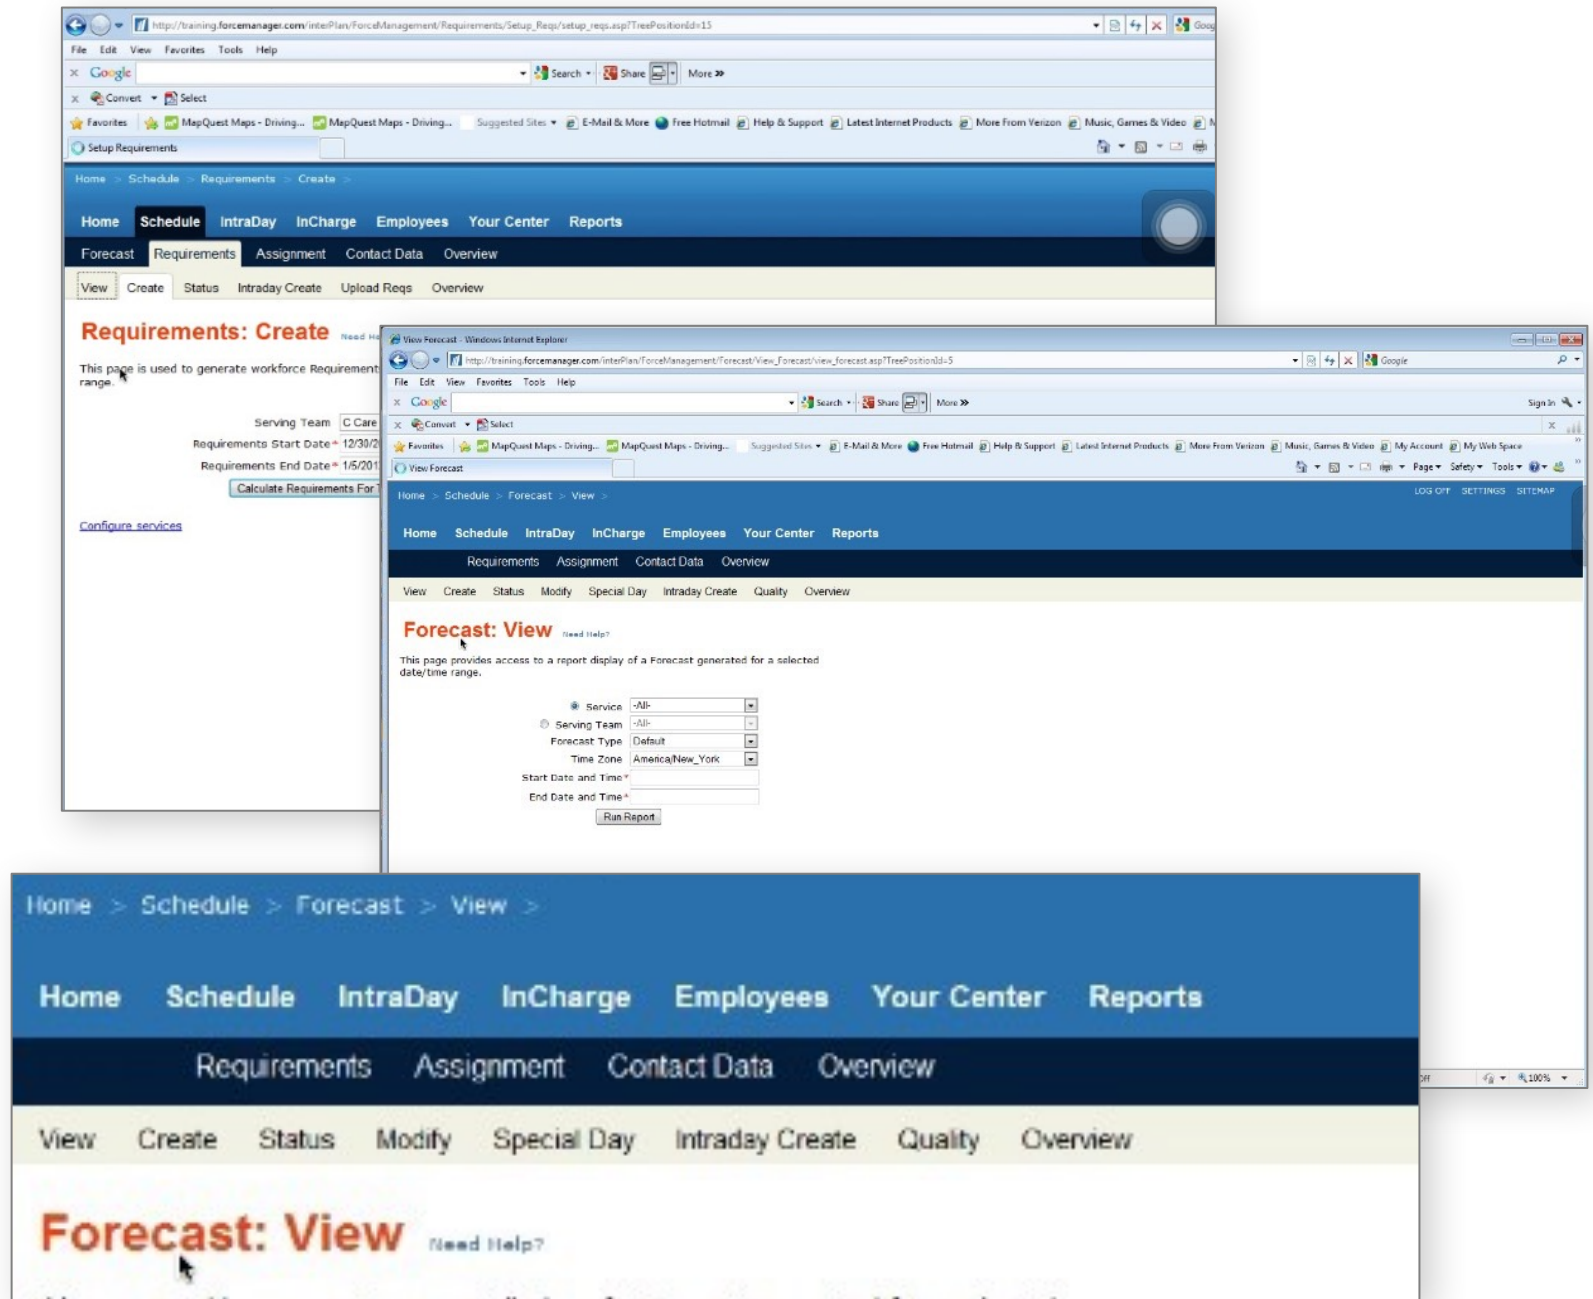 http://training.forcemanager.com/interPlan/ForceManagement/Requirements/Setup_Reqs/setup_reqs.asp?TreePositionId=15
File Edit View Favorites Tools Help
x Google Search Share More »
x Convert Select
Favorites MapQuest Maps - Driving... MapQuest Maps - Driving... Suggested Sites E-Mail & More Free Hotmail Help & Support Latest Internet Products More From Verizon Music, Games & Video
Setup Requirements
Home > Schedule > Requirements > Create >
Home Schedule IntraDay InCharge Employees Your Center Reports
Forecast Requirements Assignment Contact Data Overview
View Create Status Intraday Create Upload Reqs Overview
Requirements: Create Need
This page is used to generate workforce
range.
Serving Team C Care
Requirements Start Date* 12/30/
Requirements End Date* 1/5/201
Calculate Requirements For
Configure services
View Forecast - Windows Internet Explorer
http://training.forcemanager.com/interPlan/ForceManagement/Forecast/View_Forecast/view_forecast.asp?TreePositionId=5
Google
File Edit View Favorites Tools Help
x Google Search Share More » Sign In
x Convert Select
Favorites MapQuest Maps - Driving... MapQuest Maps - Driving... Suggested Sites E-Mail & More Free Hotmail Help & Support Latest Internet Products More From Verizon Music, Games & Video My Account My Web Space
View Forecast Page Safety Tools
Home > Schedule > Forecast > View > LOG OFF SETTINGS SITEMAP
Home Schedule IntraDay InCharge Employees Your Center Reports
Requirements Assignment Contact Data Overview
View Create Status Modify Special Day Intraday Create Quality Overview
Forecast: View Need Help?
This page provides access to a report display of a Forecast generated for a selected
date/time range.
Service -All-
Serving Team -All-
Forecast Type Default
Time Zone America/New_York
Start Date and Time*
End Date and Time*
Run Report
100%
Home > Schedule > Forecast > View >
Home Schedule IntraDay InCharge Employees Your Center Reports
Requirements Assignment Contact Data Overview
View Create Status Modify Special Day Intraday Create Quality Overview
Forecast: View Need Help?